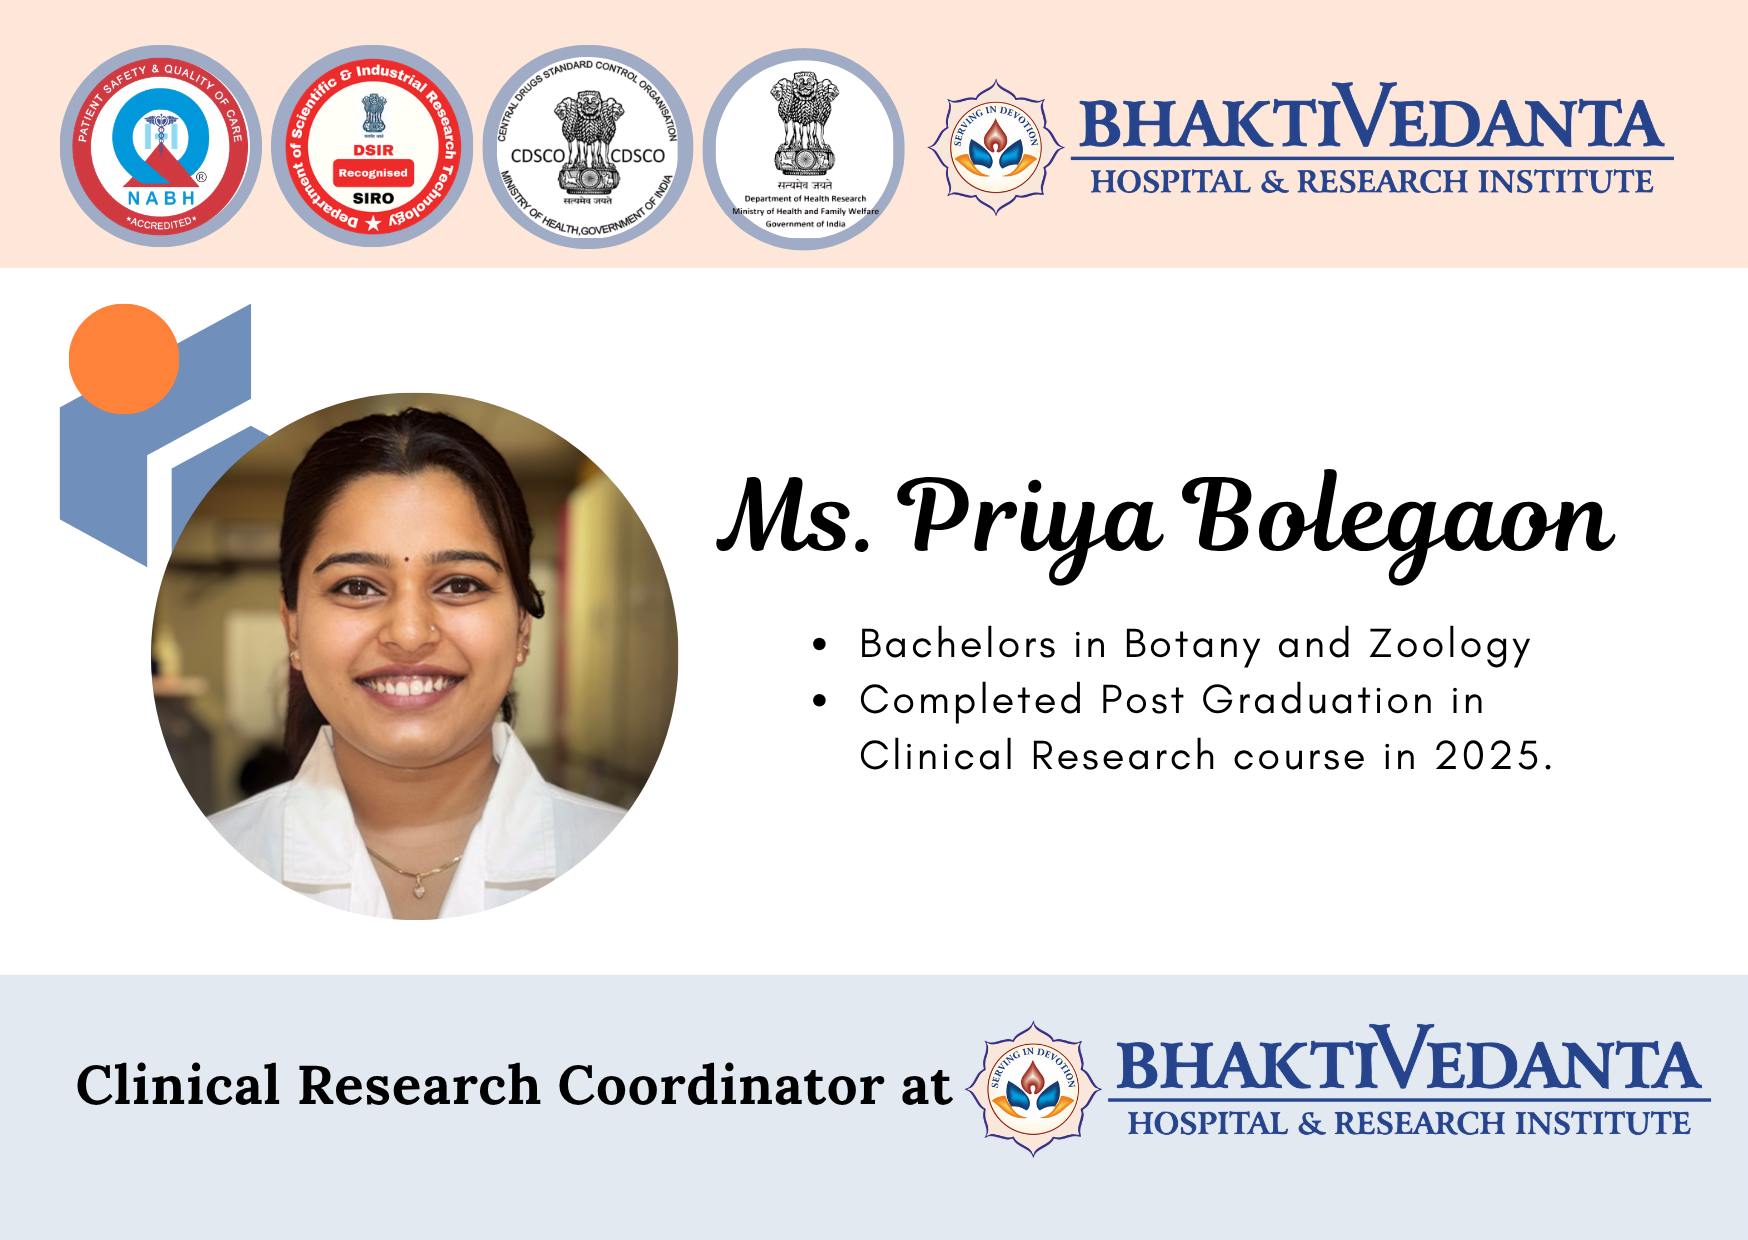 PATIENT SAFETY & QUALITY OF CARE
®
NABH
*ACCREDITED*
Department of Scientific & Industrial Research Technology
सत्यमेव जयते
DSIR
Recognised
SIRO
CENTRAL DRUGS STANDARD CONTROL ORGANISATION
CDSCO CDSCO
सत्यमेव जयते
MINISTRY OF HEALTH,GOVERNMENT OF INDIA
सत्यमेव जयते
Department of Health Research
Ministry of Health and Family Welfare
Government of India
SERVING IN DEVOTION
BHAKTIVEDANTA
HOSPITAL & RESEARCH INSTITUTE
Ms. Priya Bolegaon
• Bachelors in Botany and Zoology
• Completed Post Graduation in
Clinical Research course in 2025.
Clinical Research Coordinator at
SERVING IN DEVOTION
BHAKTIVEDANTA
HOSPITAL & RESEARCH INSTITUTE